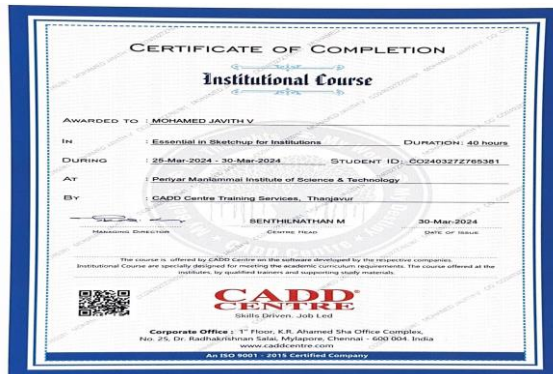 CERTIFICATE OF COMPLETION
Institutional Course
AWARDED TO : MOHAMED JAVITH V
IN : Essential in Sketchup for Institutions DURATION: 40 hours
DURING : 25-Mar-2024 - 30-Mar-2024 STUDENT ID: CO240327Z765381
AT : Periyar Maniammai Institute of Science & Technology
BY : CADD Centre Training Services, Thanjavur
SENTHILNATHAN M 30-Mar-2024
MANAGING DIRECTOR CENTRE HEAD DATE OF ISSUE
The course is offered by CADD Centre on the software developed by the respective companies.
Institutional Course are specially designed for meeting the academic curriculum requirements. The course offered at the
institutes, by qualified trainers and supporting study materials.
CADD
CENTRE
Skills Driven. Job Led
Corporate Office : 1st Floor, K.R. Ahamed Sha Office Complex,
No. 25, Dr. Radhakrishnan Salai, Mylapore, Chennai - 600 004. India
www.caddcentre.com
An ISO 9001 - 2015 Certified Company